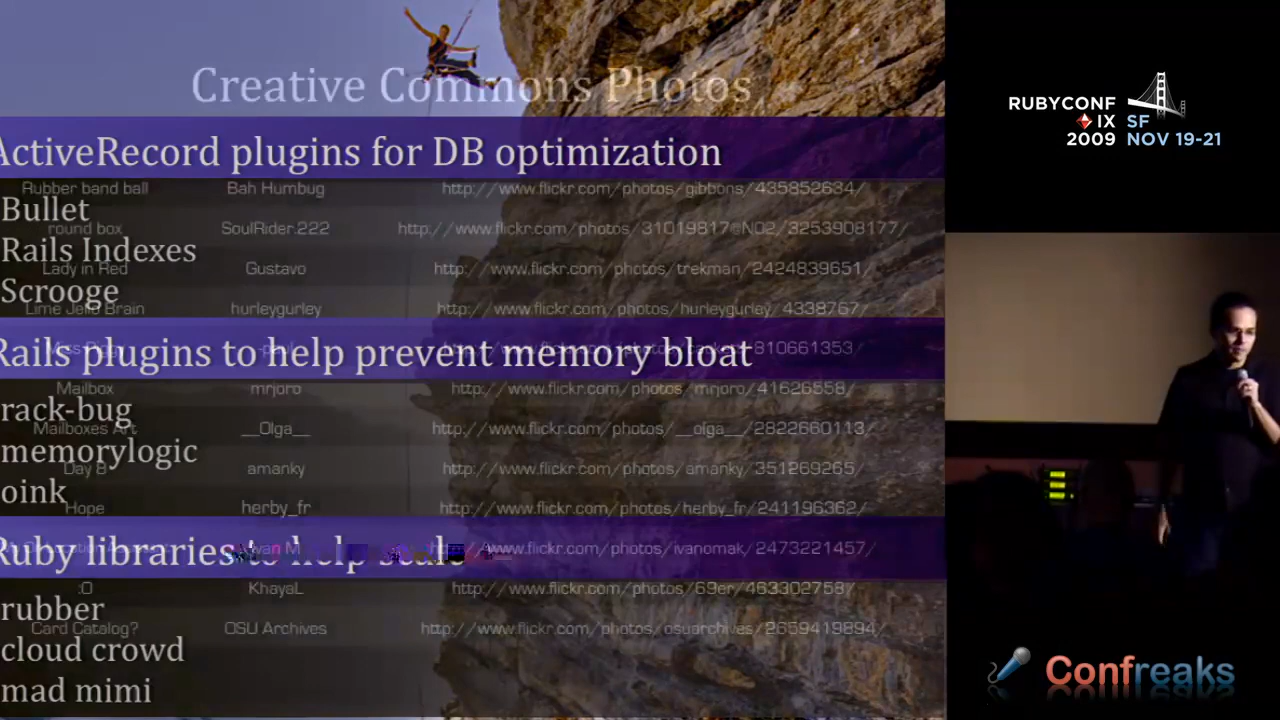 Creative Commons Photos
ActiveRecord plugins for DB optimization
Rubber band ball Bah Humbug http://www.flickr.com/photos/gibbons/435852634/
Bullet
round box SoulRider.222 http://www.flickr.com/photos/31019817@N02/3253908177/
Rails Indexes
Lady in Red Gustavo http://www.flickr.com/photos/trekman/2424839651/
Scrooge
Lime Jello Brain hurleygurley http://www.flickr.com/photos/hurleygurley/4338767/
Rails plugins to help prevent memory bloat
810661353/
Mailbox mrjoro http://www.flickr.com/photos/mrjoro/41626558/
rack-bug
Mailboxes Art __Olga__ http://www.flickr.com/photos/__olga__/2822660113/
memorylogic
Day 8 amanky http://www.flickr.com/photos/amanky/351269265/
oink
Hope herby_fr http://www.flickr.com/photos/herby_fr/241196362/
Ruby libraries to help scale
Ivan M www.flickr.com/photos/ivanomak/2473221457/
:O KhayaL http://www.flickr.com/photos/69er/463302758/
rubber
Card Catalog? OSU Archives http://www.flickr.com/photos/osuarchives/2659419894/
cloud crowd
mad mimi
RUBYCONF
IX SF
2009 NOV 19-21
Confreaks